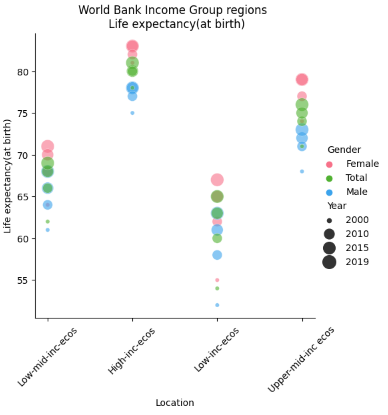 World Bank Income Group regions
Life expectancy(at birth)
Life expectancy(at birth)
80
75
70
65
60
55
Low-mid-inc-ecos
High-inc-ecos
Low-inc-ecos
Upper-mid-inc ecos
Location
Gender
Female
Total
Male
Year
2000
2010
2015
2019